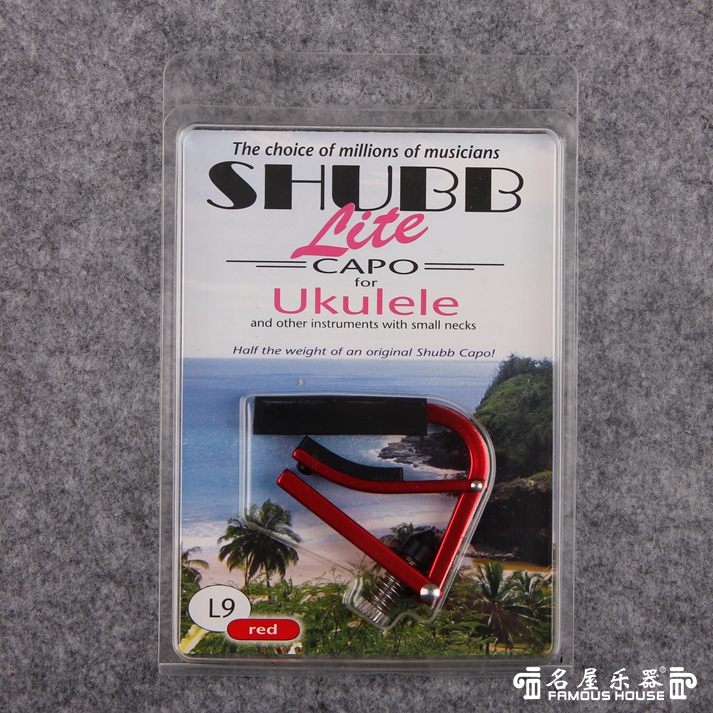 The choice of millions of musicians
SHUBB
Lite
CAPO
for
Ukulele
and other instruments with small necks
Half the weight of an original Shubb Capo!
L9
red
名屋乐器®
FAMOUS HOUSE